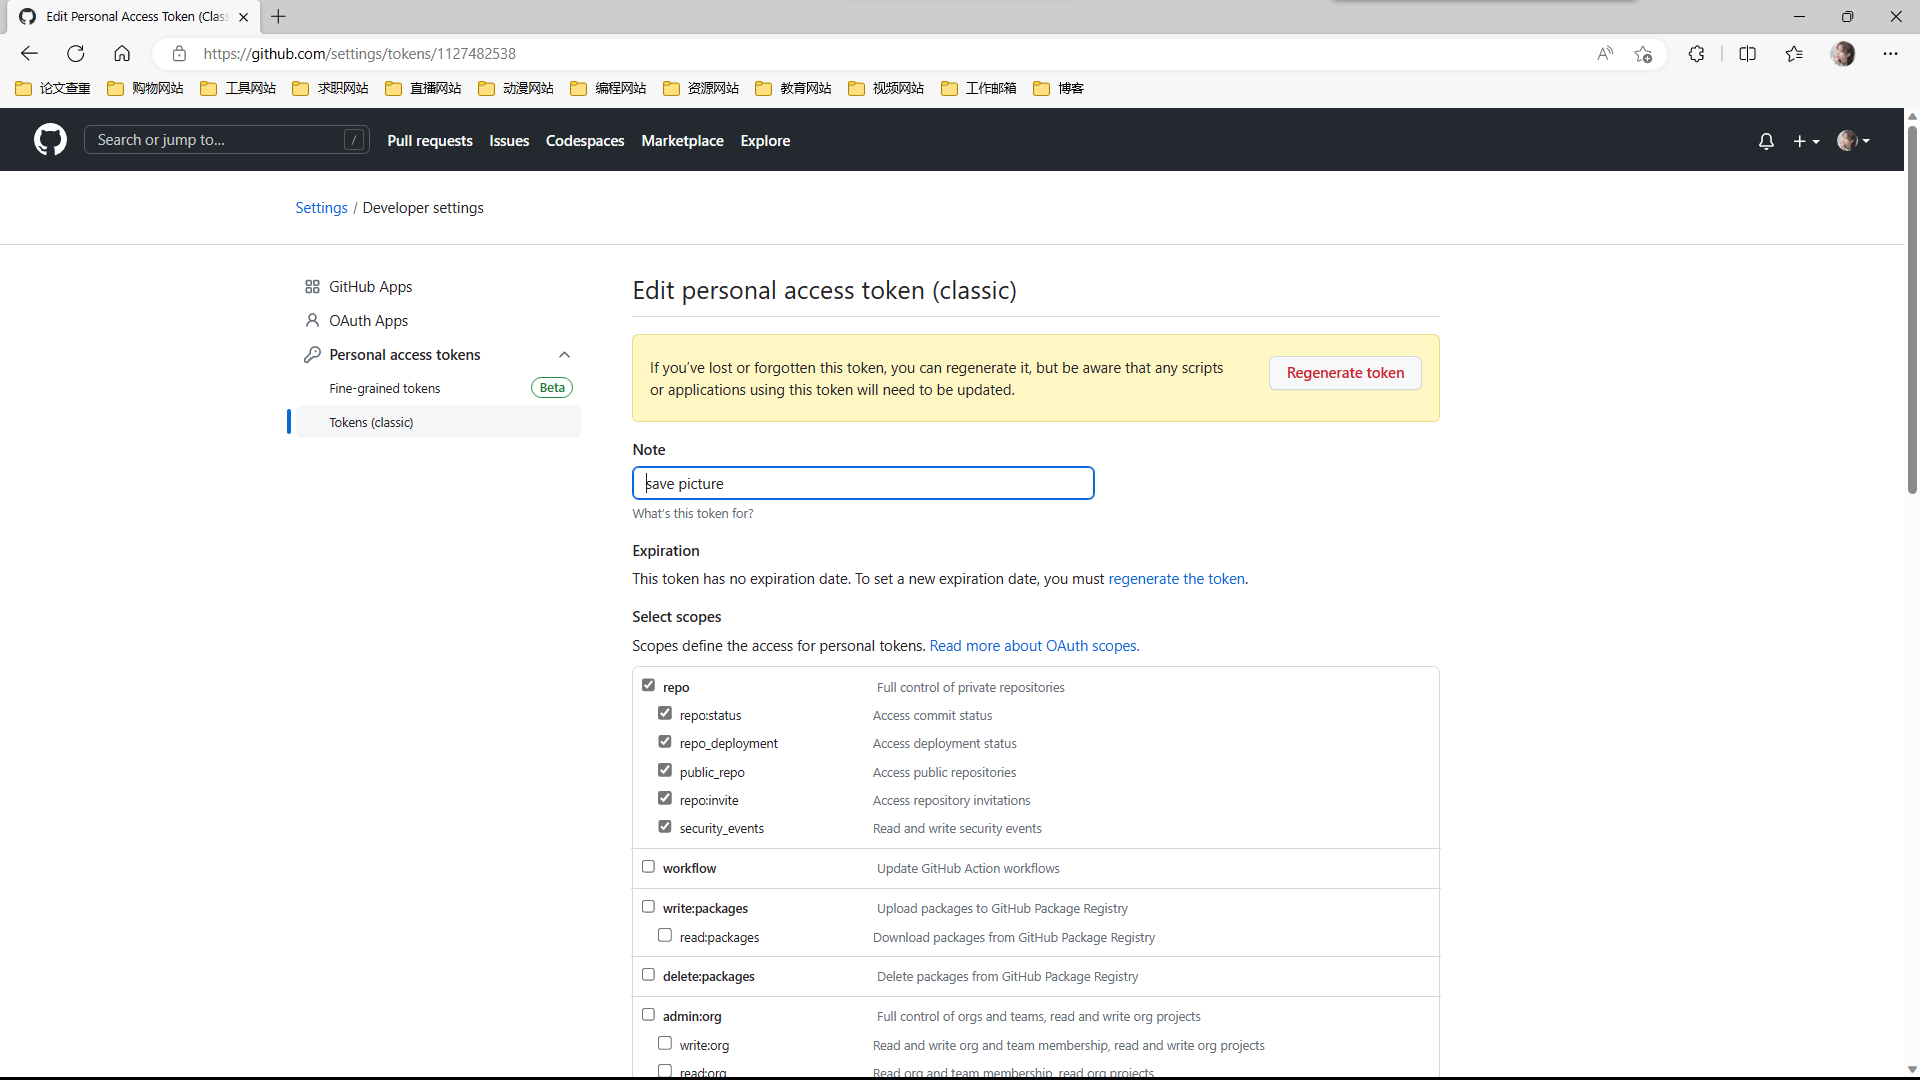 Edit Personal Access Token (Clas
https://github.com/settings/tokens/1127482538
论文查重 购物网站 工具网站 求职网站 直播网站 动漫网站 编程网站 资源网站 教育网站 视频网站 工作邮箱 博客
Search or jump to... / Pull requests Issues Codespaces Marketplace Explore
Settings / Developer settings
GitHub Apps
OAuth Apps
Personal access tokens
Fine-grained tokens Beta
Tokens (classic)
Edit personal access token (classic)
If you've lost or forgotten this token, you can regenerate it, but be aware that any scripts
or applications using this token will need to be updated.
Regenerate token
Note
save picture
What's this token for?
Expiration
This token has no expiration date. To set a new expiration date, you must regenerate the token.
Select scopes
Scopes define the access for personal tokens. Read more about OAuth scopes.
repo Full control of private repositories
repo:status Access commit status
repo_deployment Access deployment status
public_repo Access public repositories
repo:invite Access repository invitations
security_events Read and write security events
workflow Update GitHub Action workflows
write:packages Upload packages to GitHub Package Registry
read:packages Download packages from GitHub Package Registry
delete:packages Delete packages from GitHub Package Registry
admin:org Full control of orgs and teams, read and write org projects
write:org Read and write org and team membership, read and write org projects
read:org Read org and team membership, read org projects